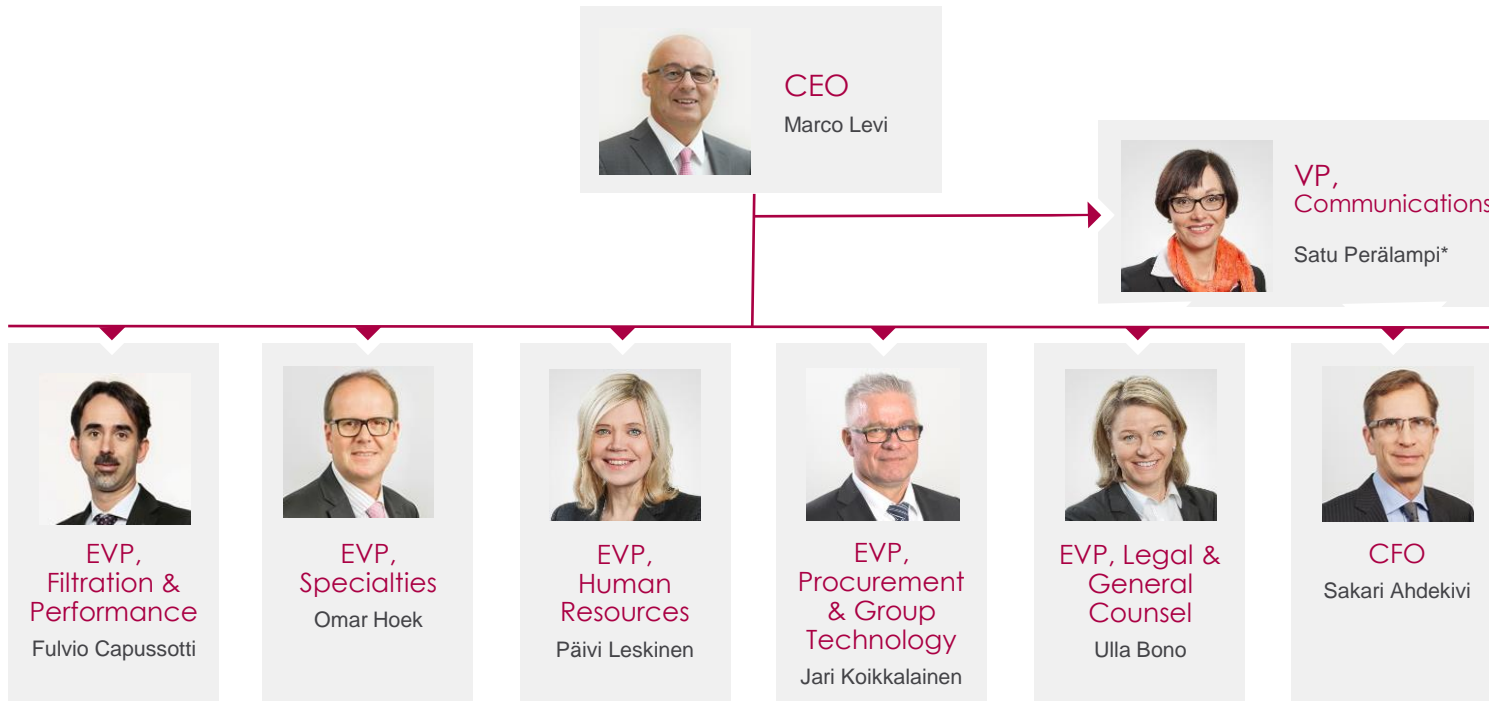 CEO
Marco Levi
VP,
Communications
Satu Perälampi*
EVP,
Filtration &
Performance
Fulvio Capussotti
EVP,
Specialties
Omar Hoek
EVP,
Human
Resources
Päivi Leskinen
EVP,
Procurement
& Group
Technology
Jari Koikkalainen
EVP, Legal &
General
Counsel
Ulla Bono
CFO
Sakari Ahdekivi